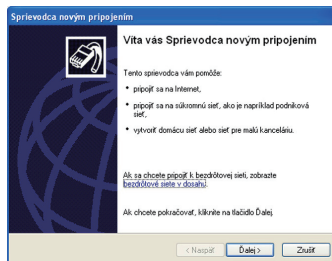 Sprievodca novým pripojením
Víta vás Sprievodca novým pripojením
Tento sprievodca vám pomôže:
• pripojiť sa na Internet,
• pripojiť sa na súkromnú sieť, ako je napríklad podniková
sieť,
• vytvoriť domácu sieť alebo sieť pre malú kanceláriu.
Ak sa chcete pripojiť k bezdrôtovej sieti, zobrazte
bezdrôtové siete v dosahu.
Ak chcete pokračovať, kliknite na tlačidlo Ďalej.
< Naspäť
Ďalej >
Zrušiť